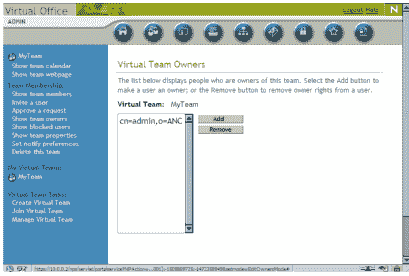 Virtual Office
Logout Help
N
ADMIN
MyTeam
Show team calendar
Show team webpage
Team Membership
Show team members
Invite a user
Approve a request
Show team owners
Show blocked users
Show team properties
Set notify preferences
Delete this team
My Virtual Teams
MyTeam
Virtual Team Tasks
Create Virtual Team
Join Virtual Team
Manage Virtual Team
Virtual Team Owners
The list below displays people who are owners of this team. Select the Add button
to make a user an owner; or the Remove button to remove owner rights from a user.
Virtual Team: MyTeam
cn=admin,o=ANC
Add
Remove